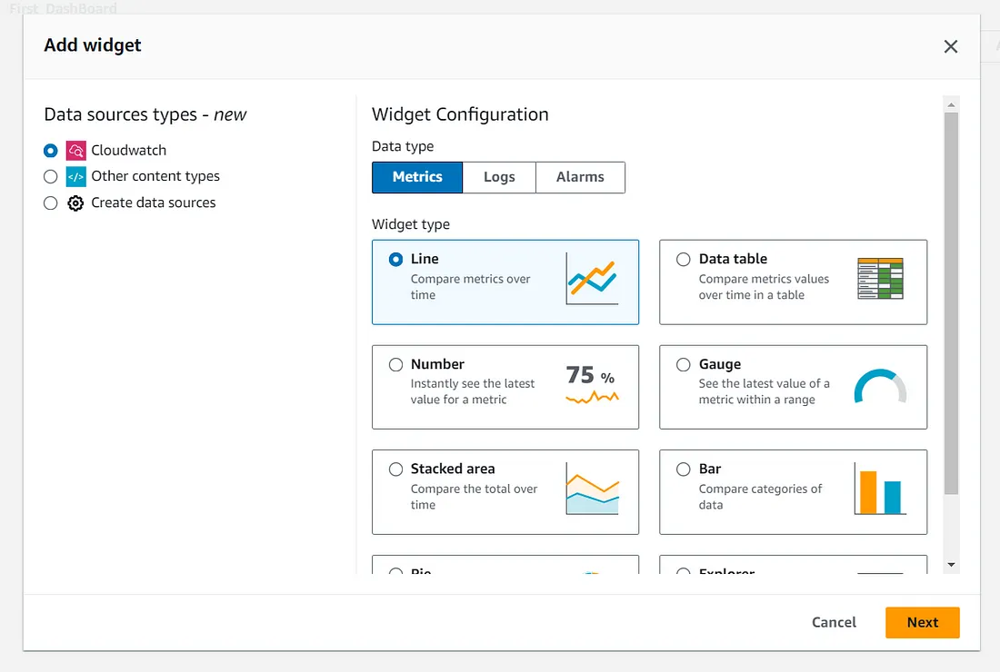 First_DashBoard
Add widget
Data sources types - new
Cloudwatch
Other content types
Create data sources
Widget Configuration
Data type
Metrics
Logs
Alarms
Widget type
Line
Compare metrics over
time
Data table
Compare metrics values
over time in a table
Number
Instantly see the latest
value for a metric
75 %
Gauge
See the latest value of a
metric within a range
Stacked area
Compare the total over
time
Bar
Compare categories of
data
Pie
Explorer
Cancel
Next